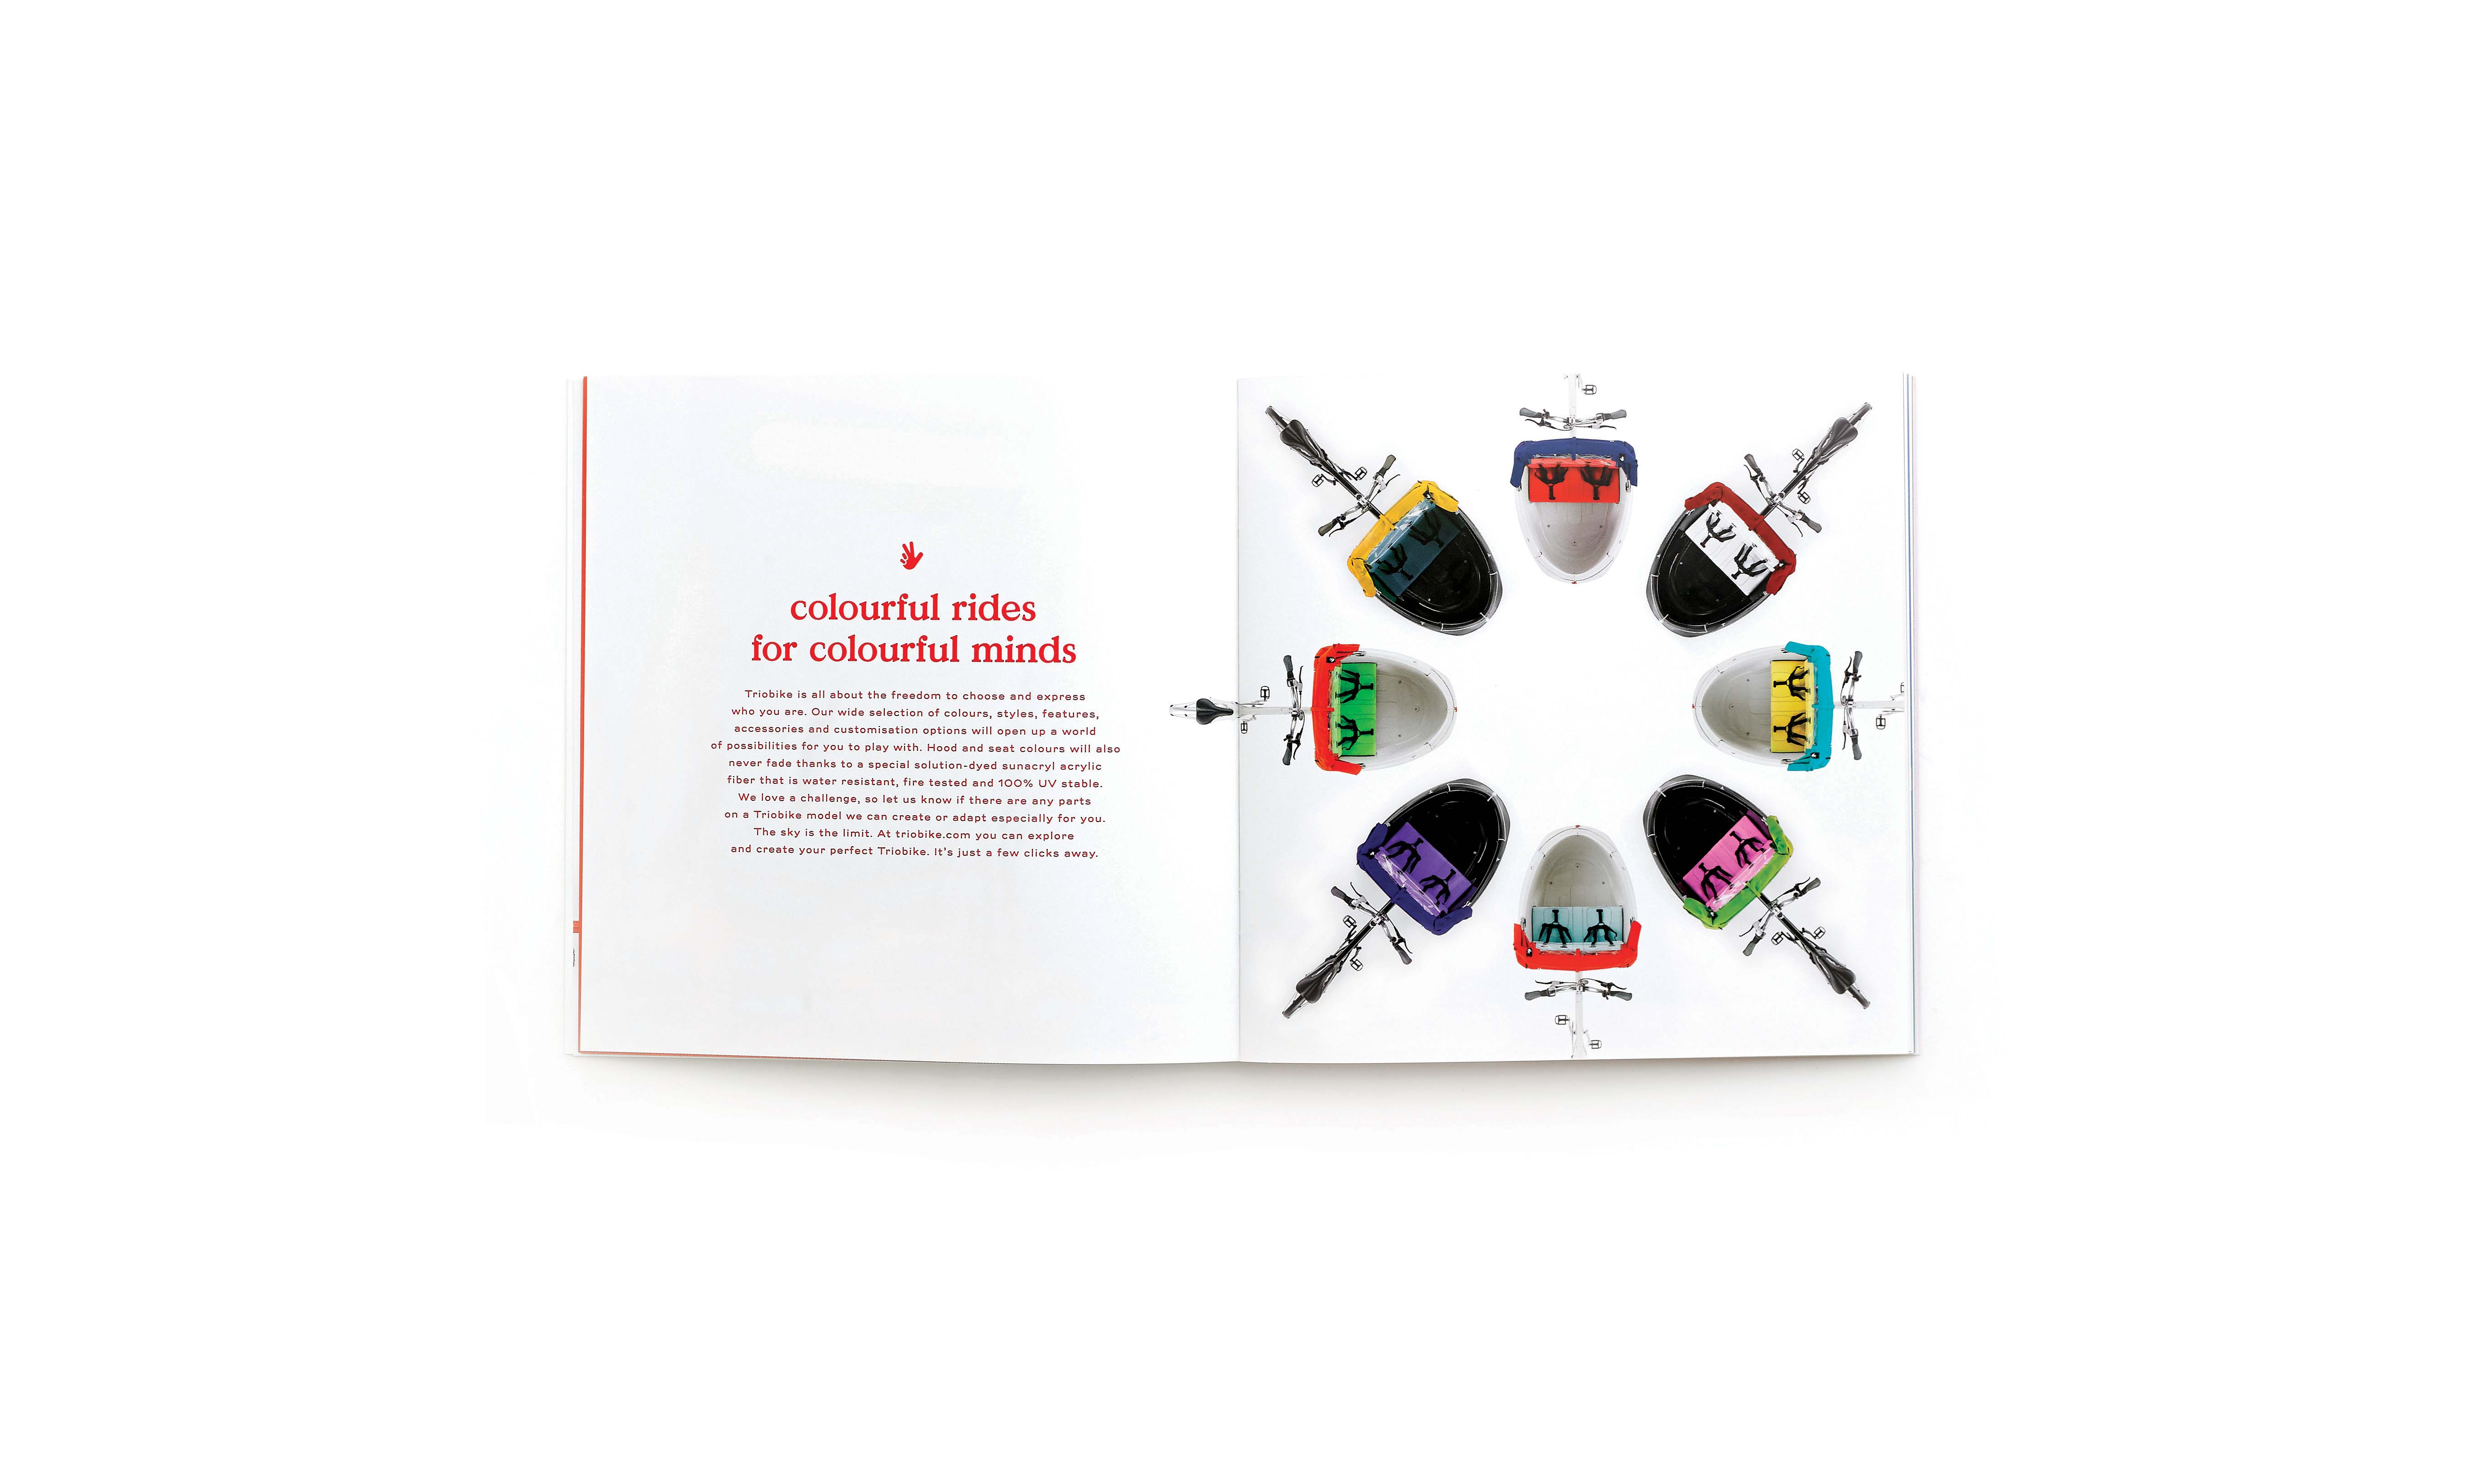 colourful rides
for colourful minds
Triobike is all about the freedom to choose and express
who you are. Our wide selection of colours, styles, features,
accessories and customisation options will open up a world
of possibilities for you to play with. Hood and seat colours will also
never fade thanks to a special solution-dyed sunacryl acrylic
fiber that is water resistant, fire tested and 100% UV stable.
We love a challenge, so let us know if there are any parts
on a Triobike model we can create or adapt especially for you.
The sky is the limit. At triobike.com you can explore
and create your perfect Triobike. It's just a few clicks away.